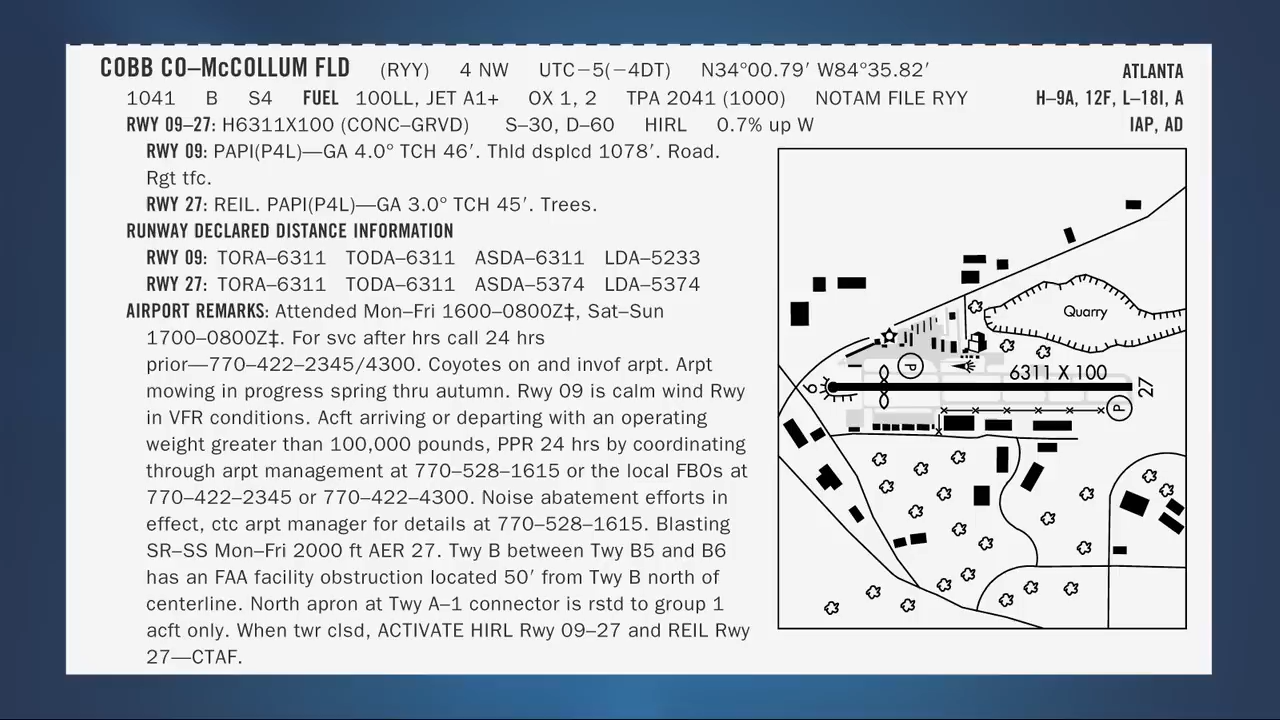 COBB CO–McCOLLUM FLD (RYY) 4 NW UTC−5(−4DT) N34°00.79′ W84°35.82′ ATLANTA
1041 B S4 FUEL 100LL, JET A1+ OX 1, 2 TPA 2041 (1000) NOTAM FILE RYY H–9A, 12F, L–18I, A
RWY 09–27: H6311X100 (CONC–GRVD) S–30, D–60 HIRL 0.7% up W IAP, AD
RWY 09: PAPI(P4L)—GA 4.0° TCH 46′. Thld dsplcd 1078′. Road.
Rgt tfc.
RWY 27: REIL. PAPI(P4L)—GA 3.0° TCH 45′. Trees.
RUNWAY DECLARED DISTANCE INFORMATION
RWY 09: TORA–6311 TODA–6311 ASDA–6311 LDA–5233
RWY 27: TORA–6311 TODA–6311 ASDA–5374 LDA–5374
AIRPORT REMARKS: Attended Mon–Fri 1600–0800Z‡, Sat–Sun
1700–0800Z‡. For svc after hrs call 24 hrs
prior—770–422–2345/4300. Coyotes on and invof arpt. Arpt
mowing in progress spring thru autumn. Rwy 09 is calm wind Rwy
in VFR conditions. Acft arriving or departing with an operating
weight greater than 100,000 pounds, PPR 24 hrs by coordinating
through arpt management at 770–528–1615 or the local FBOs at
770–422–2345 or 770–422–4300. Noise abatement efforts in
effect, ctc arpt manager for details at 770–528–1615. Blasting
SR–SS Mon–Fri 2000 ft AER 27. Twy B between Twy B5 and B6
has an FAA facility obstruction located 50′ from Twy B north of
centerline. North apron at Twy A–1 connector is rstd to group 1
acft only. When twr clsd, ACTIVATE HIRL Rwy 09–27 and REIL Rwy
27—CTAF.
Quarry
P
6311 X 100
9
27
P